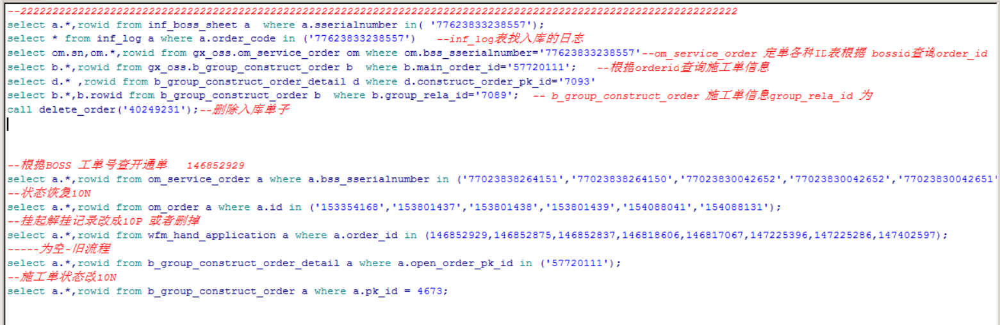 --222222222222222222222222222222222222222222222222222222222222222222222222222222222222222222222222222222222222222
select a.*,rowid from inf_boss_sheet a  where a.sserialnumber in( '77623833238557');
select * from inf_log a where a.order_code in ('77623833238557')   --inf_log表找入库的日志
select om.sn,om.*,rowid from gx_oss.om_service_order om where om.bss_sserialnumber='77623833238557'--om_service_order 定单各种IL表根据 bossid查询order_id
select b.*,rowid from gx_oss.b_group_construct_order b  where b.main_order_id='57720111';   --根据orderid查询施工单信息
select d.* ,rowid from b_group_construct_order_detail d where d.construct_order_pk_id='7093'
select b.*,b.rowid from b_group_construct_order b  where b.group_rela_id='7089';  -- b_group_construct_order 施工单信息group_rela_id 为
call delete_order('40249231');--删除入库单子
--根据BOSS 工单号查开通单   146852929
select a.*,rowid from om_service_order a where a.bss_sserialnumber in ('77023838264151','77023838264150','77023830042652','77023830042652','77023830042651'
--状态恢复10N
select a.*,rowid from om_order a where a.id in ('153354168','153801437','153801438','153801439','154088041','154088131');
--挂起解挂记录改成10P 或者删掉
select a.*,rowid from wfm_hand_application a where a.order_id in (146852929,146852875,146852837,146818606,146817067,147225396,147225286,147402597);
-----为空-旧流程
select a.*,rowid from b_group_construct_order_detail a where a.open_order_pk_id in ('57720111');
--施工单状态改10N
select a.*,rowid from b_group_construct_order a where a.pk_id = 4673;